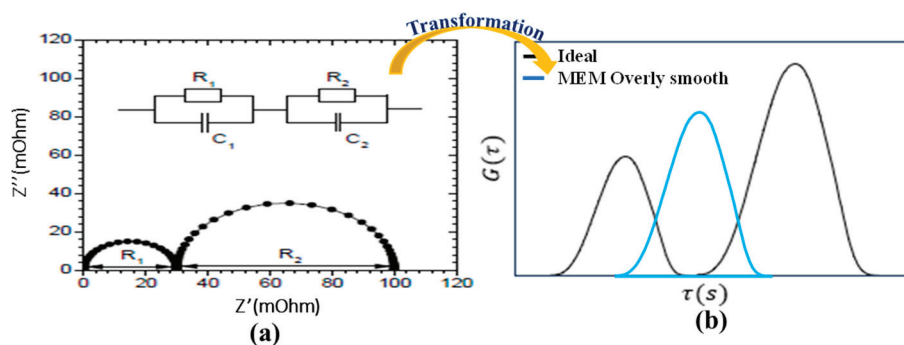 Transformation
120
100
80
60
40
20
0
Z''(mOhm)
R1
C1
R2
C2
R1
R2
0 20 40 60 80 100 120
Z'(mOhm)
(a)
Ideal
MEM Overly smooth
G(τ)
τ(s)
(b)